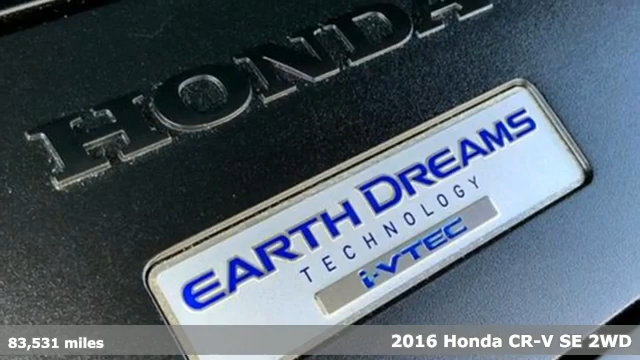 HONDA
EARTH DREAMS
TECHNOLOGY
i-VTEC
83,531 miles
2016 Honda CR-V SE 2WD